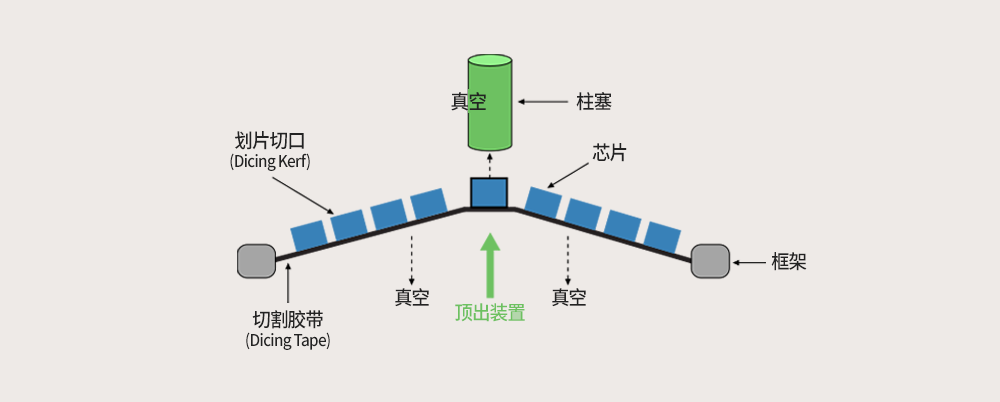 真空
柱塞
划片切口
(Dicing Kerf)
芯片
框架
真空
真空
顶出装置
切割胶带
(Dicing Tape)